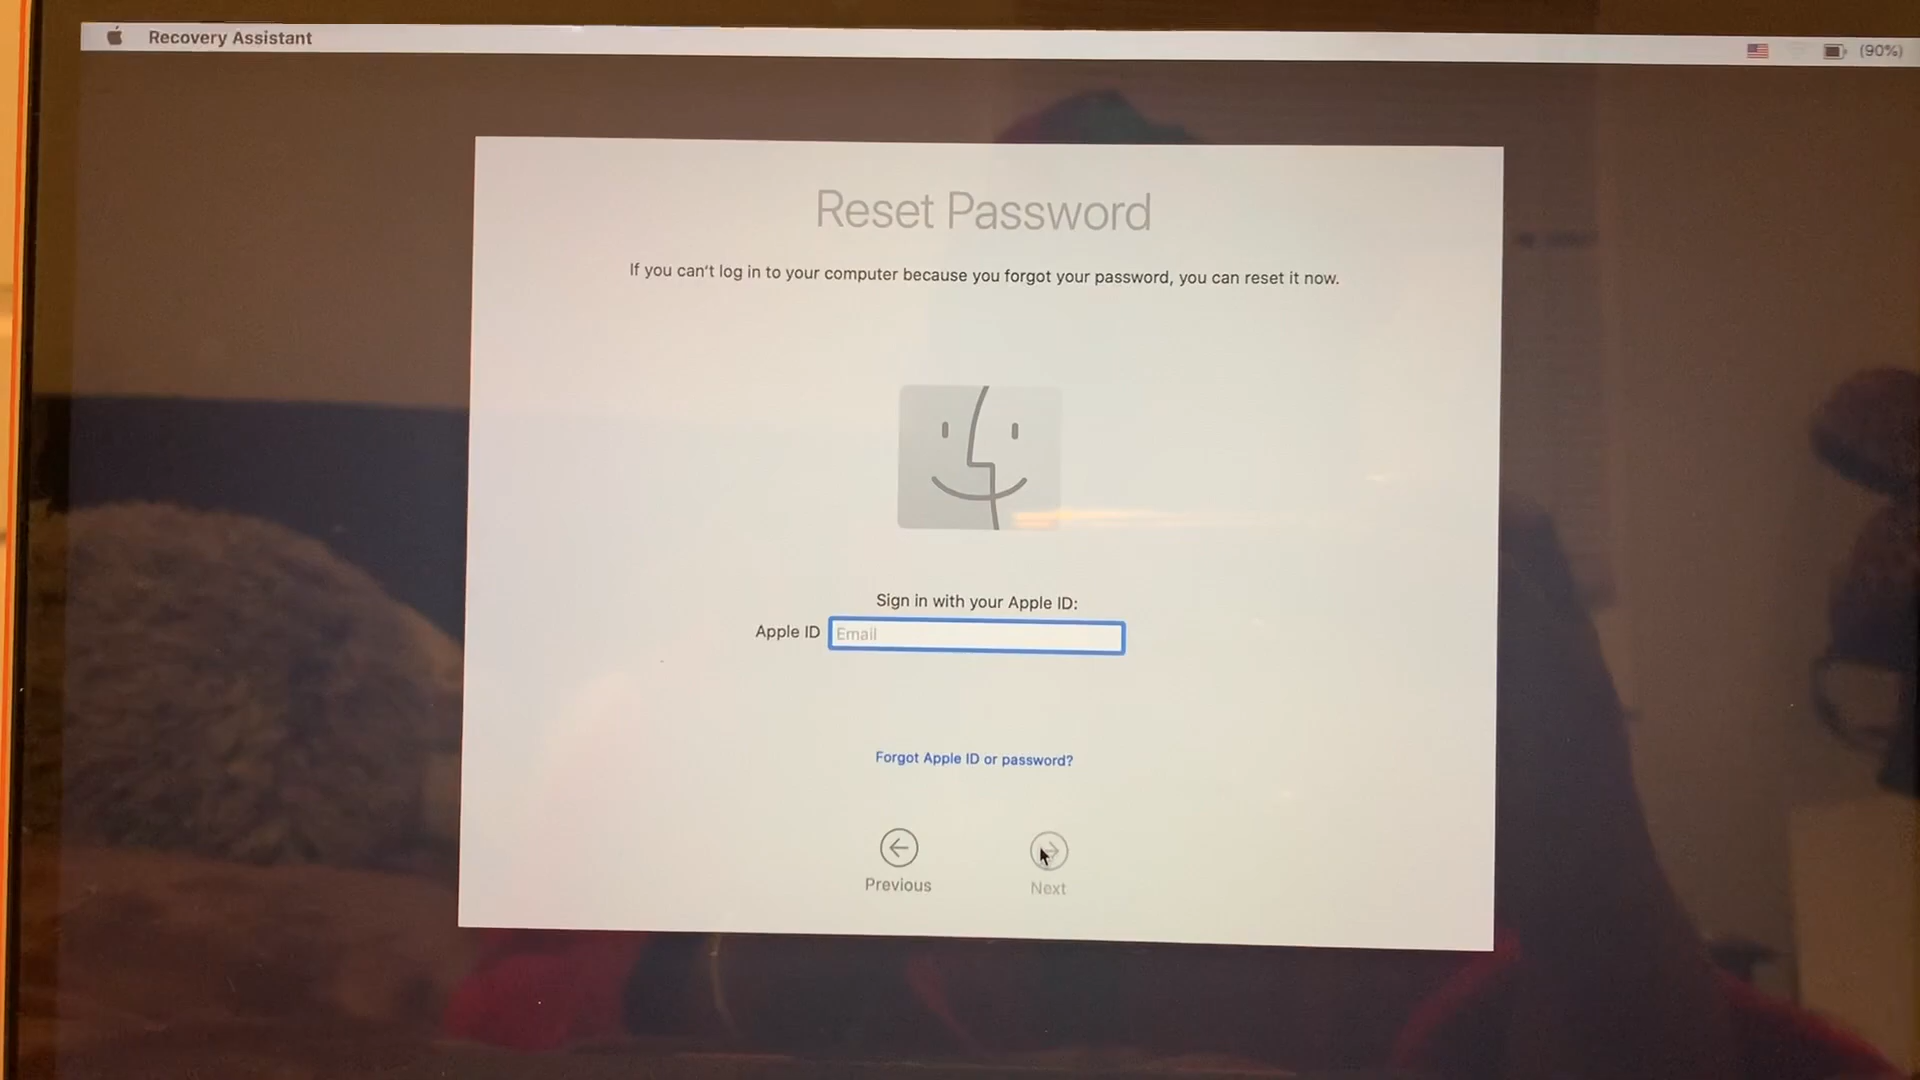 Recovery Assistant
(90%)
Reset Password
If you can't log in to your computer because you forgot your password, you can reset it now.
Sign in with your Apple ID:
Apple ID
Email
Forgot Apple ID or password?
Previous
Next